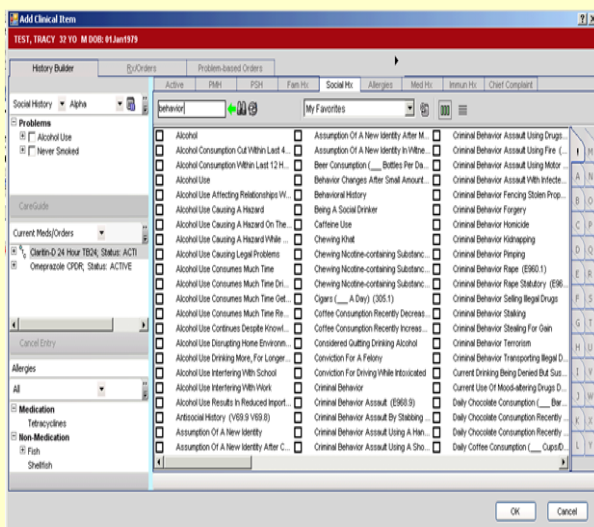 Add Clinical Item
TEST, TRACY 32 YO M DOB: 01Jan1979
History Builder
Rx/Orders
Problem-based Orders
Active PMH PSH Fam Hx Social Hx Allergies Med Hx Immun Hx Chief Complaint
Social History Alpha
behavior
My Favorites
Problems
Alcohol Use
Never Smoked
CareGuide
Current Meds/Orders
Claritin-D 24 Hour TB24; Status: ACTI
Omeprazole CPDR; Status: ACTIVE
Cancel Entry
Allergies
All
Medication
Tetracyclines
Non-Medication
Fish
Shellfish
Alcohol
Alcohol Consumption Cut Within Last 4...
Alcohol Consumption Within Last 12 H...
Alcohol Use
Alcohol Use Affecting Relationships W...
Alcohol Use Causing A Hazard
Alcohol Use Causing A Hazard On The...
Alcohol Use Causing A Hazard While ...
Alcohol Use Causing Legal Problems
Alcohol Use Consumes Much Time
Alcohol Use Consumes Much Time Dri...
Alcohol Use Consumes Much Time Get...
Alcohol Use Consumes Much Time Re...
Alcohol Use Continues Despite Knowl...
Alcohol Use Disrupting Home Environm...
Alcohol Use Drinking More, For Longer...
Alcohol Use Interfering With School
Alcohol Use Interfering With Work
Alcohol Use Results In Reduced Import...
Antisocial History (V69.9 V69.8)
Assumption Of A New Identity
Assumption Of A New Identity After C...
Assumption Of A New Identity After M...
Assumption Of A New Identity In Witne...
Beer Consumption (___ Bottles Per Da...
Behavior Changes After Small Amount...
Behavioral History
Being A Social Drinker
Caffeine Use
Chewing Khat
Chewing Nicotine-containing Substanc...
Chewing Nicotine-containing Substanc...
Cigars (___ A Day) (305.1)
Coffee Consumption Recently Decreas...
Coffee Consumption Recently Increas...
Considered Quitting Drinking Alcohol
Conviction For A Felony
Conviction For Driving While Intoxicated
Criminal Behavior
Criminal Behavior Assault (E968.9)
Criminal Behavior Assault By Stabbing ...
Criminal Behavior Assault Using A Han...
Criminal Behavior Assault Using A Sho...
Criminal Behavior Assault Using Drugs...
Criminal Behavior Assault Using Fire (...
Criminal Behavior Assault Using Motor ...
Criminal Behavior Assault With Infecte...
Criminal Behavior Fencing Stolen Prop...
Criminal Behavior Forgery
Criminal Behavior Homicide
Criminal Behavior Kidnapping
Criminal Behavior Pimping
Criminal Behavior Rape (E960.1)
Criminal Behavior Rape Statutory (E96...
Criminal Behavior Selling Illegal Drugs
Criminal Behavior Stalking
Criminal Behavior Stealing For Gain
Criminal Behavior Terrorism
Criminal Behavior Transporting Illegal D...
Current Drinking Being Denied But Sus...
Current Use Of Mood-altering Drugs D...
Daily Chocolate Consumption (___ Bar...
Daily Chocolate Consumption Recently ...
Daily Chocolate Consumption Recently ...
Daily Coffee Consumption (___ Cups/D...
! M
A N
B O
C P
D Q
E R
F S
G T
H U
I V
J W
K X
L Y
OK Cancel